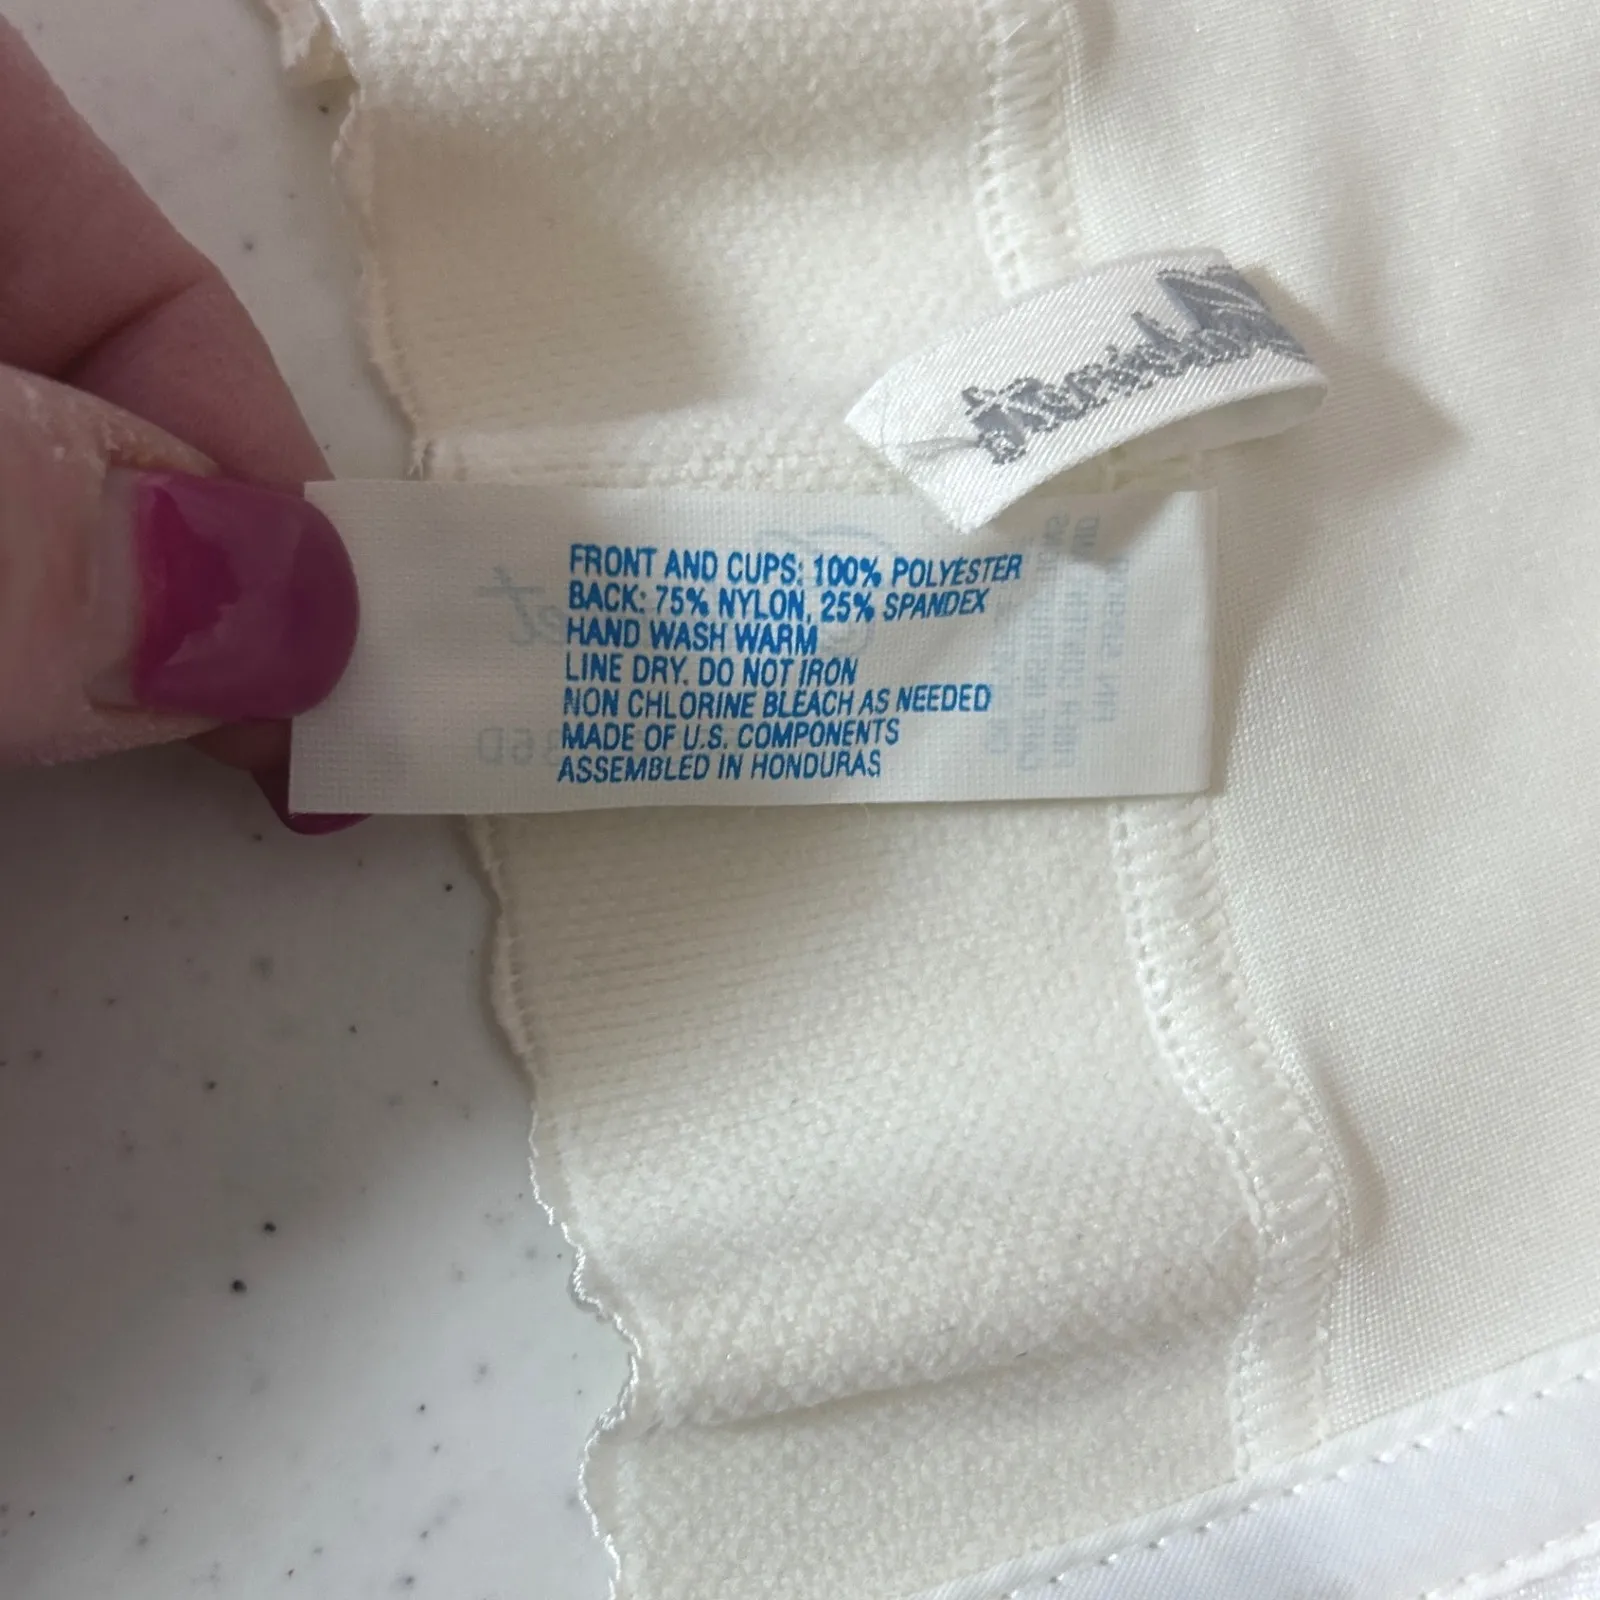 FRONT AND CUPS: 100% POLYESTER
BACK: 75% NYLON, 25% SPANDEX
HAND WASH WARM
LINE DRY. DO NOT IRON
NON CHLORINE BLEACH AS NEEDED
MADE OF U.S. COMPONENTS
ASSEMBLED IN HONDURAS